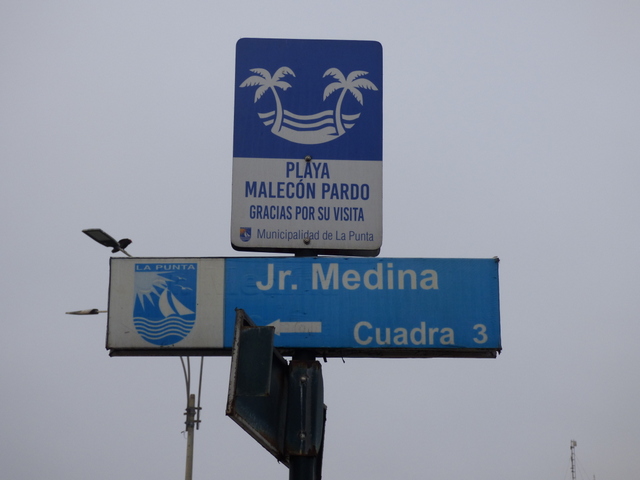 PLAYA
MALECÓN PARDO
GRACIAS POR SU VISITA
Municipalidad de La Punta
LA PUNTA
Jr. Medina
Cuadra 3